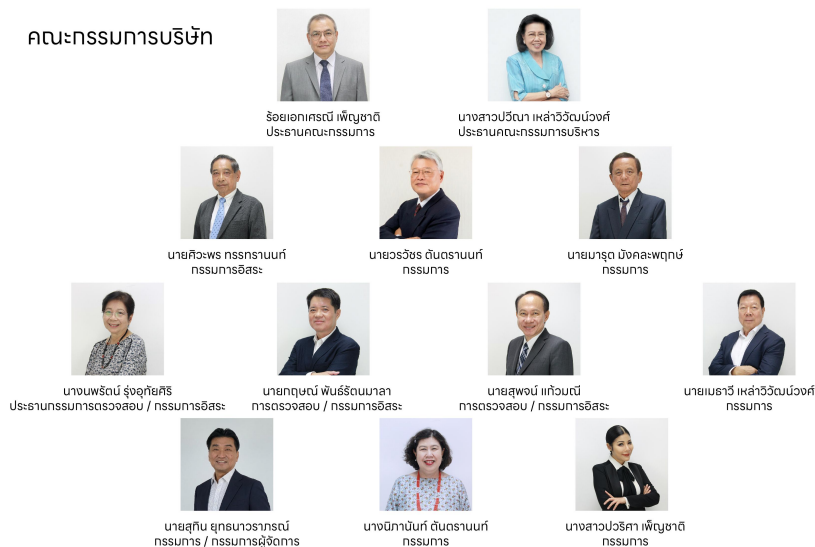 คณะกรรมการบริษัท
ร้อยเอกเศรณี เพ็ญชาติ
ประธานคณะกรรมการ
นางสาวปวีณา เหล่าวิวัฒน์วงศ์
ประธานคณะกรรมการบริหาร
นายศิวะพร ทรรทรานนท์
กรรมการอิสระ
นายวรวัชร ตันตรานนท์
กรรมการ
นายมารุต มังคละพฤกษ์
กรรมการ
นางนพรัตน์ รุ่งอุทัยศิริ
ประธานกรรมการตรวจสอบ / กรรมการอิสระ
นายกฤษณ์ พันธ์รัตนมาลา
การตรวจสอบ / กรรมการอิสระ
นายสุพจน์ แก้วมณี
การตรวจสอบ / กรรมการอิสระ
นายเมธาวี เหล่าวิวัฒน์วงศ์
กรรมการ
นายสุทิน ยุทธนาวราภรณ์
กรรมการ / กรรมการผู้จัดการ
นางนิภานันท์ ตันตรานนท์
กรรมการ
นางสาวปวริศา เพ็ญชาติ
กรรมการ